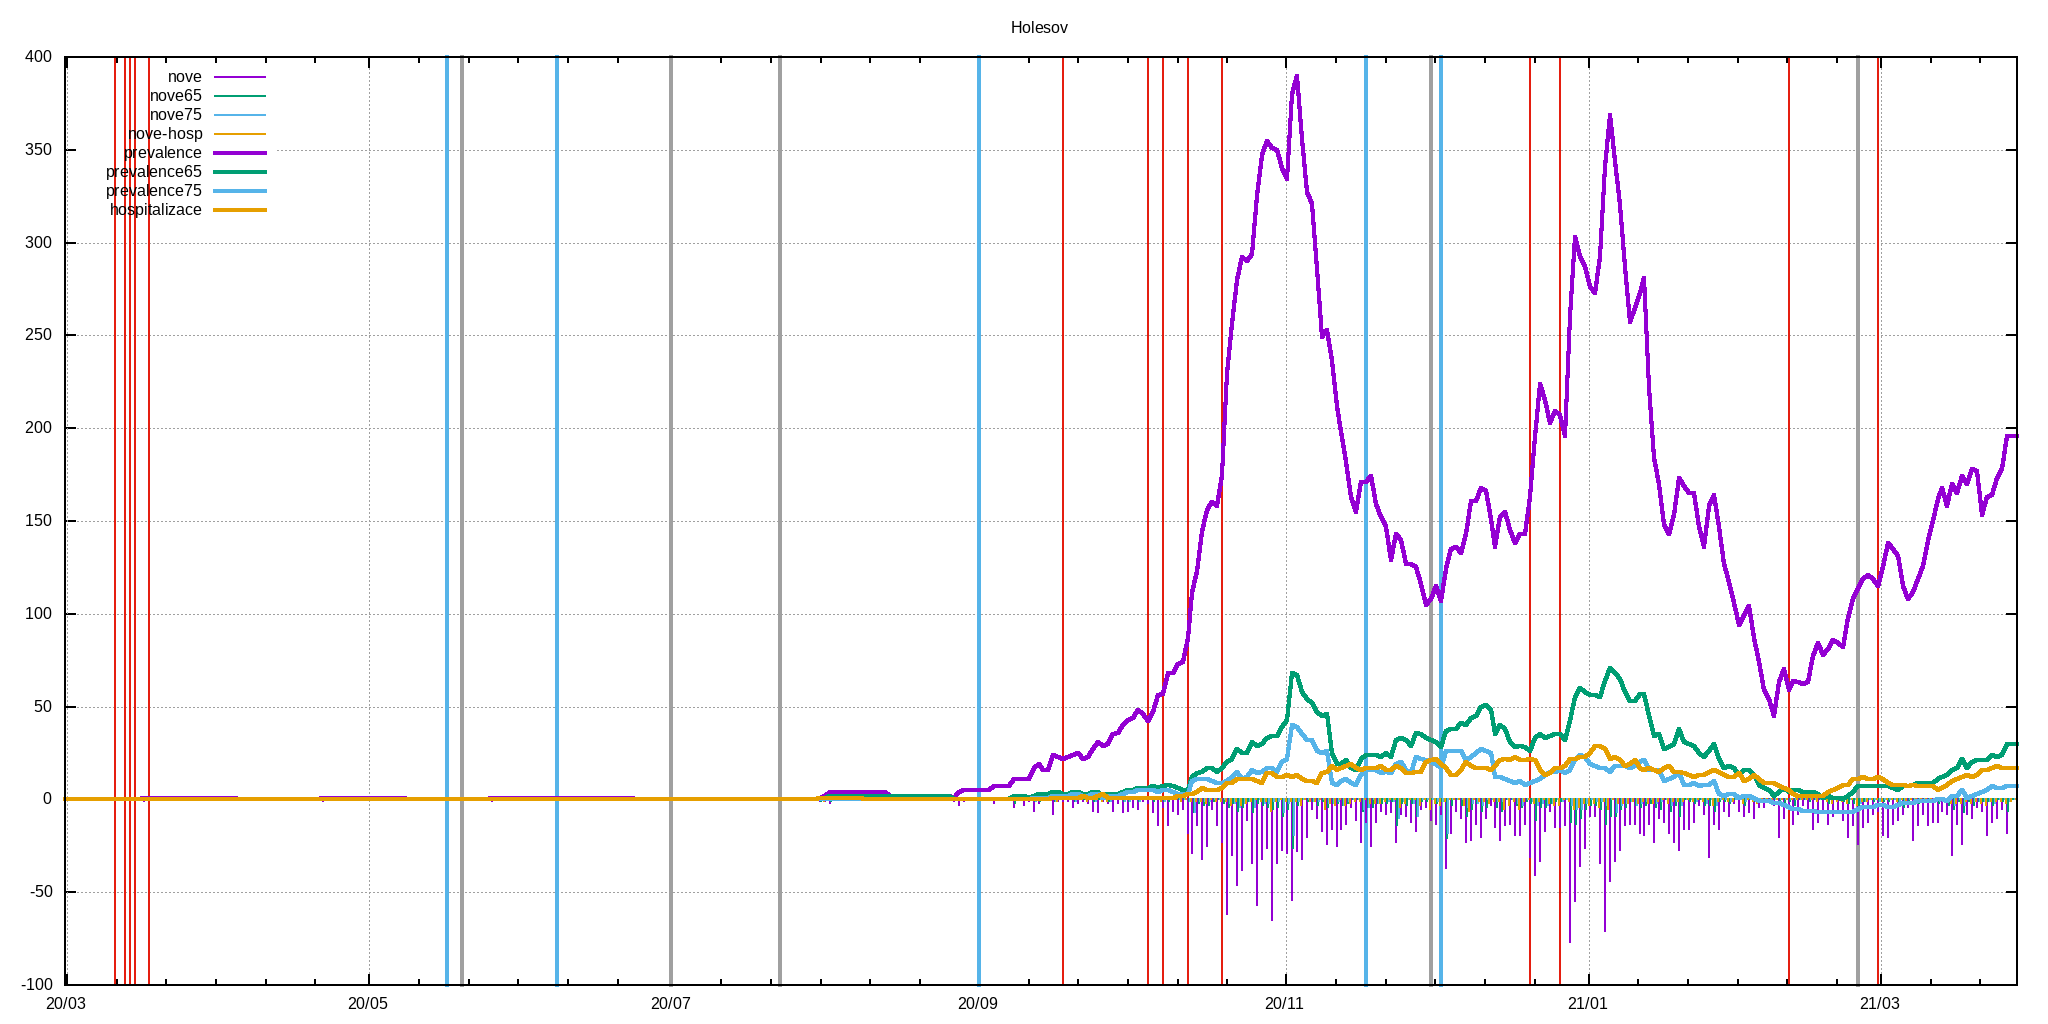 Holesov
400
350
300
250
200
150
100
50
0
-50
-100
nove
nove65
nove75
nove-hosp
prevalence
prevalence65
prevalence75
hospitalizace
20/03 20/05 20/07 20/09 20/11 21/01 21/03